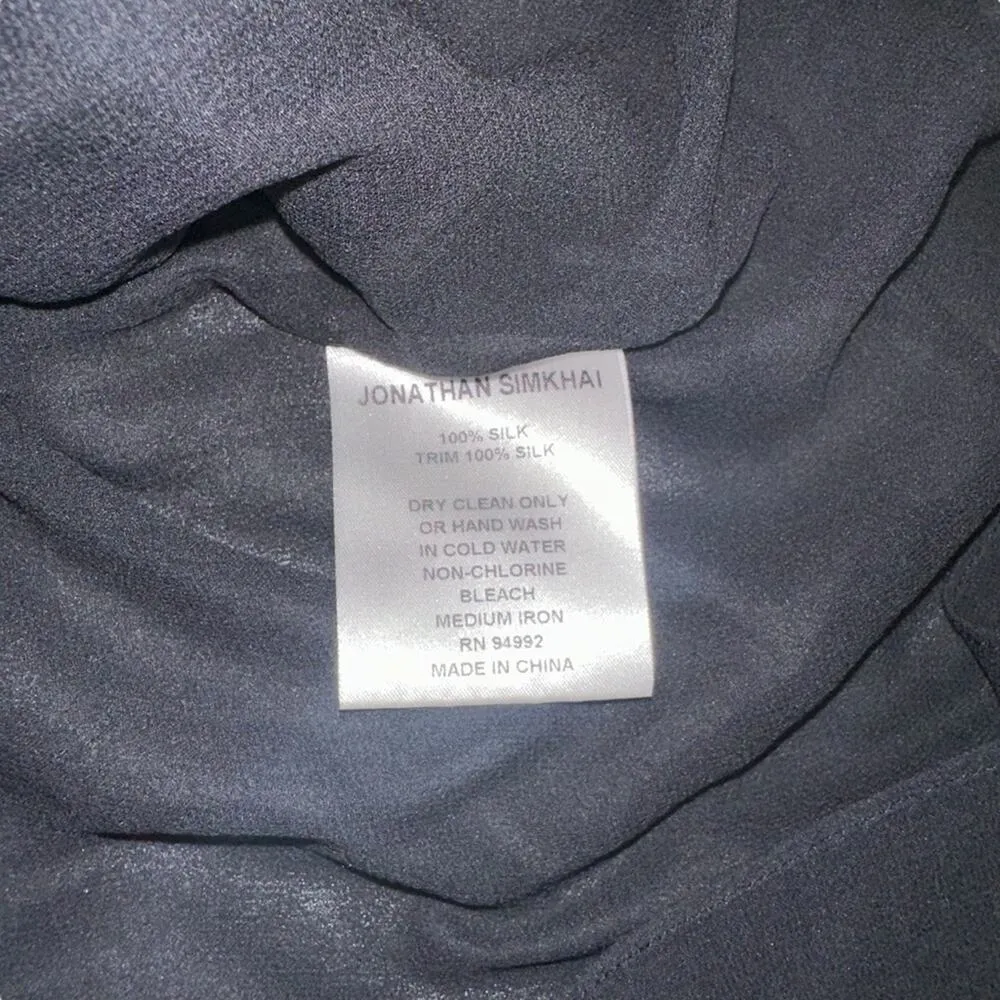 JONATHAN SIMKHAI
100% SILK
TRIM 100% SILK
DRY CLEAN ONLY
OR HAND WASH
IN COLD WATER
NON-CHLORINE
BLEACH
MEDIUM IRON
RN 94992
MADE IN CHINA